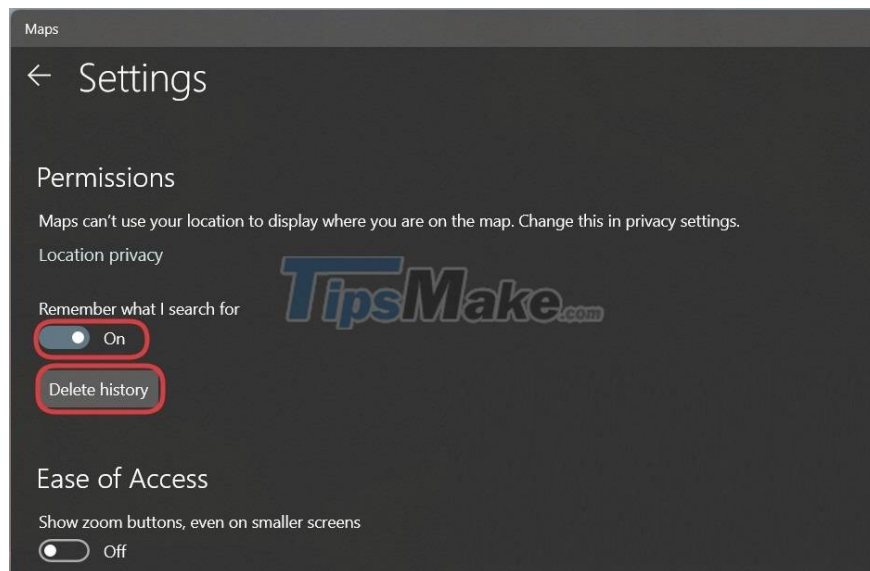 Maps
Settings
Permissions
Maps can't use your location to display where you are on the map. Change this in privacy settings.
Location privacy
TipsMake.com
Remember what I search for
On
Delete history
Ease of Access
Show zoom buttons, even on smaller screens
Off